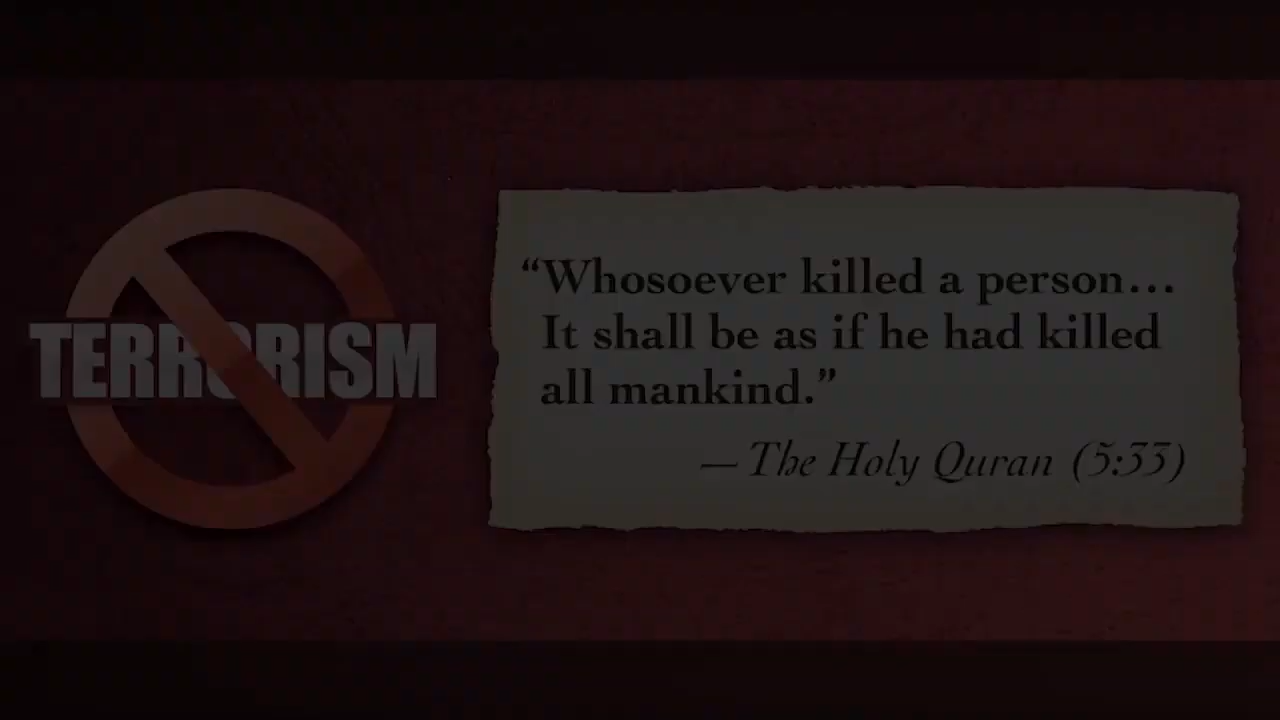 TERRORISM
“Whosoever killed a person...
It shall be as if he had killed
all mankind.”
— The Holy Quran (5:33)